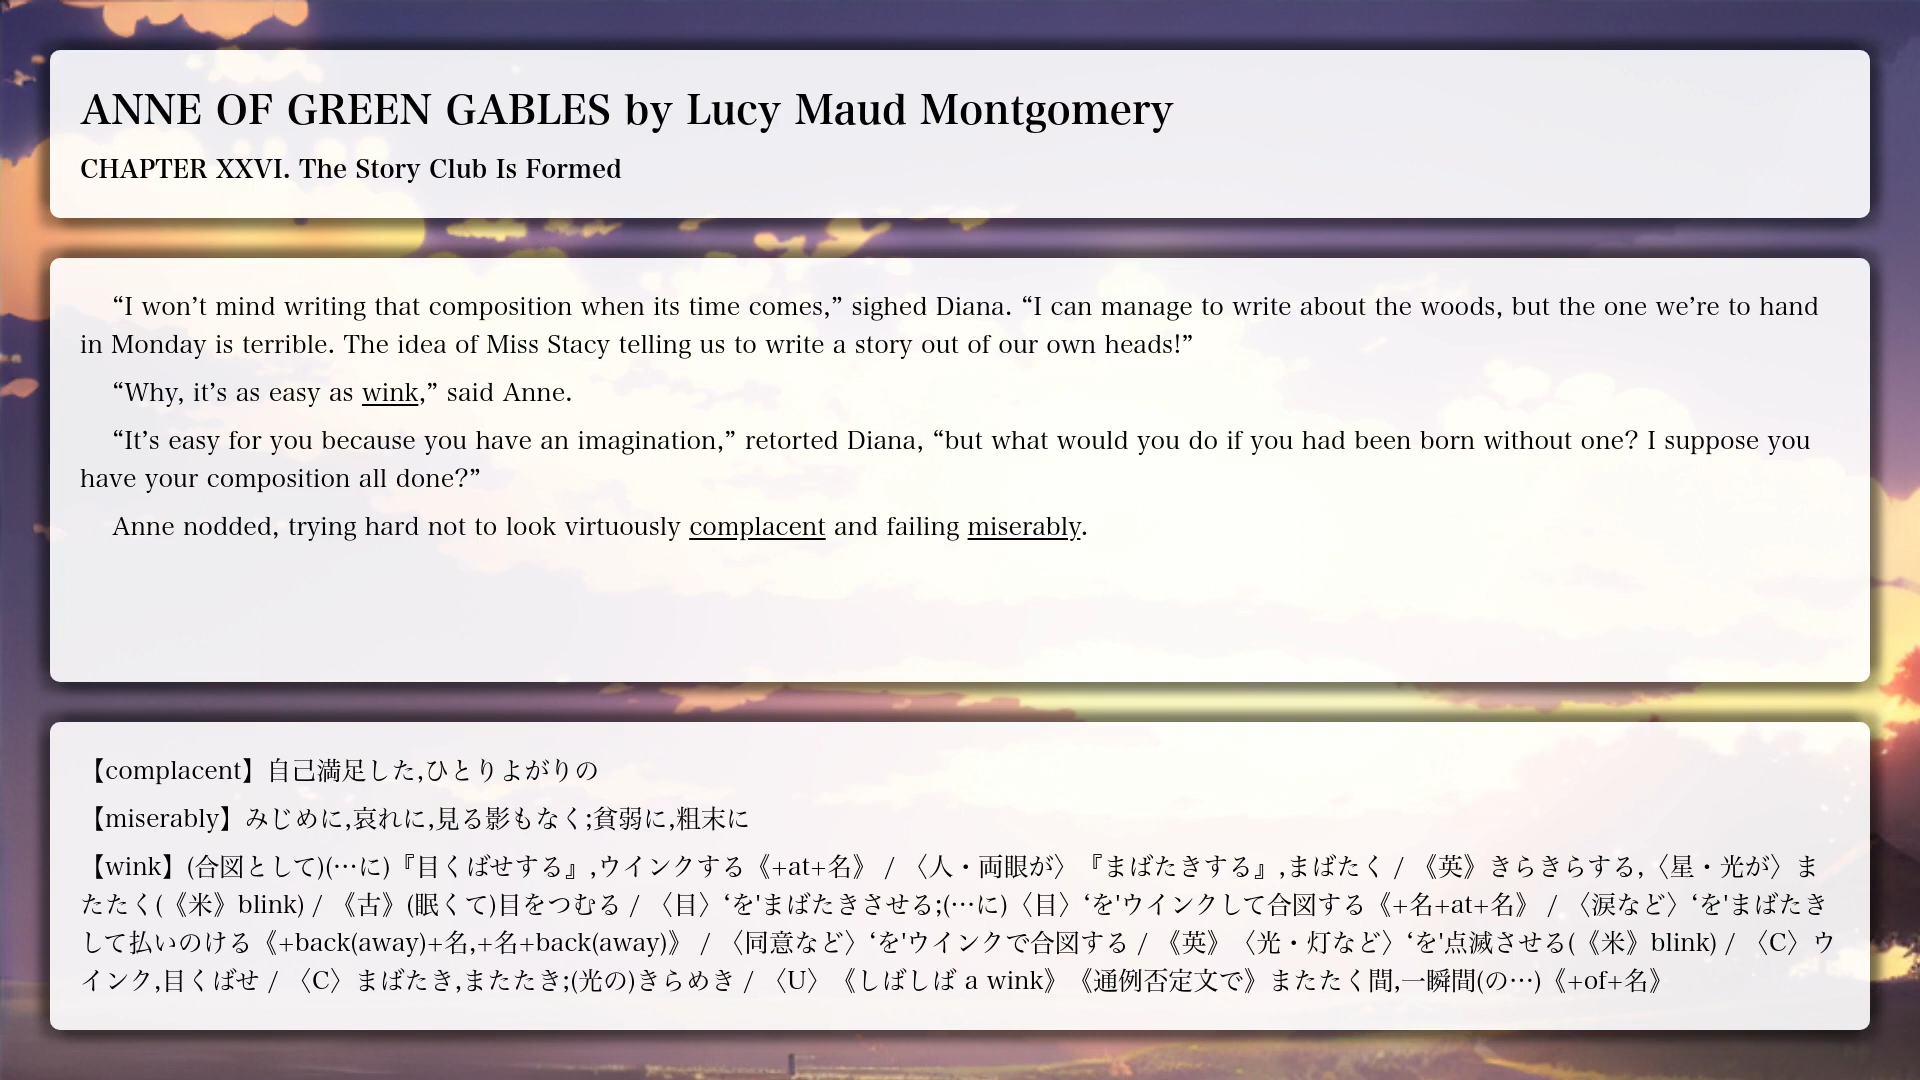 ANNE OF GREEN GABLES by Lucy Maud Montgomery
CHAPTER XXVI. The Story Club Is Formed
“I won’t mind writing that composition when its time comes,” sighed Diana. “I can manage to write about the woods, but the one we’re to hand
in Monday is terrible. The idea of Miss Stacy telling us to write a story out of our own heads!”
“Why, it’s as easy as wink,” said Anne.
“It’s easy for you because you have an imagination,” retorted Diana, “but what would you do if you had been born without one? I suppose you
have your composition all done?”
Anne nodded, trying hard not to look virtuously complacent and failing miserably.
【complacent】自己満足した,ひとりよがりの
【miserably】みじめに,哀れに,見る影もなく;貧弱に,粗末に
【wink】(合図として)(…に)『目くばせする』,ウインクする《+at+名》 / 〈人・両眼が〉『まばたきする』,まばたく / 《英》きらきらする,〈星・光が〉ま
たたく(《米》blink) / 《古》(眠くて)目をつむる / 〈目〉‘を'まばたきさせる;(…に)〈目〉‘を'ウインクして合図する《+名+at+名》 / 〈涙など〉‘を'まばたき
して払いのける《+back(away)+名,+名+back(away)》 / 〈同意など〉‘を'ウインクで合図する / 《英》〈光・灯など〉‘を'点滅させる(《米》blink) / 〈C〉ウ
インク,目くばせ / 〈C〉まばたき,またたき;(光の)きらめき / 〈U〉《しばしば a wink》《通例否定文で》またたく間,一瞬間(の…)《+of+名》